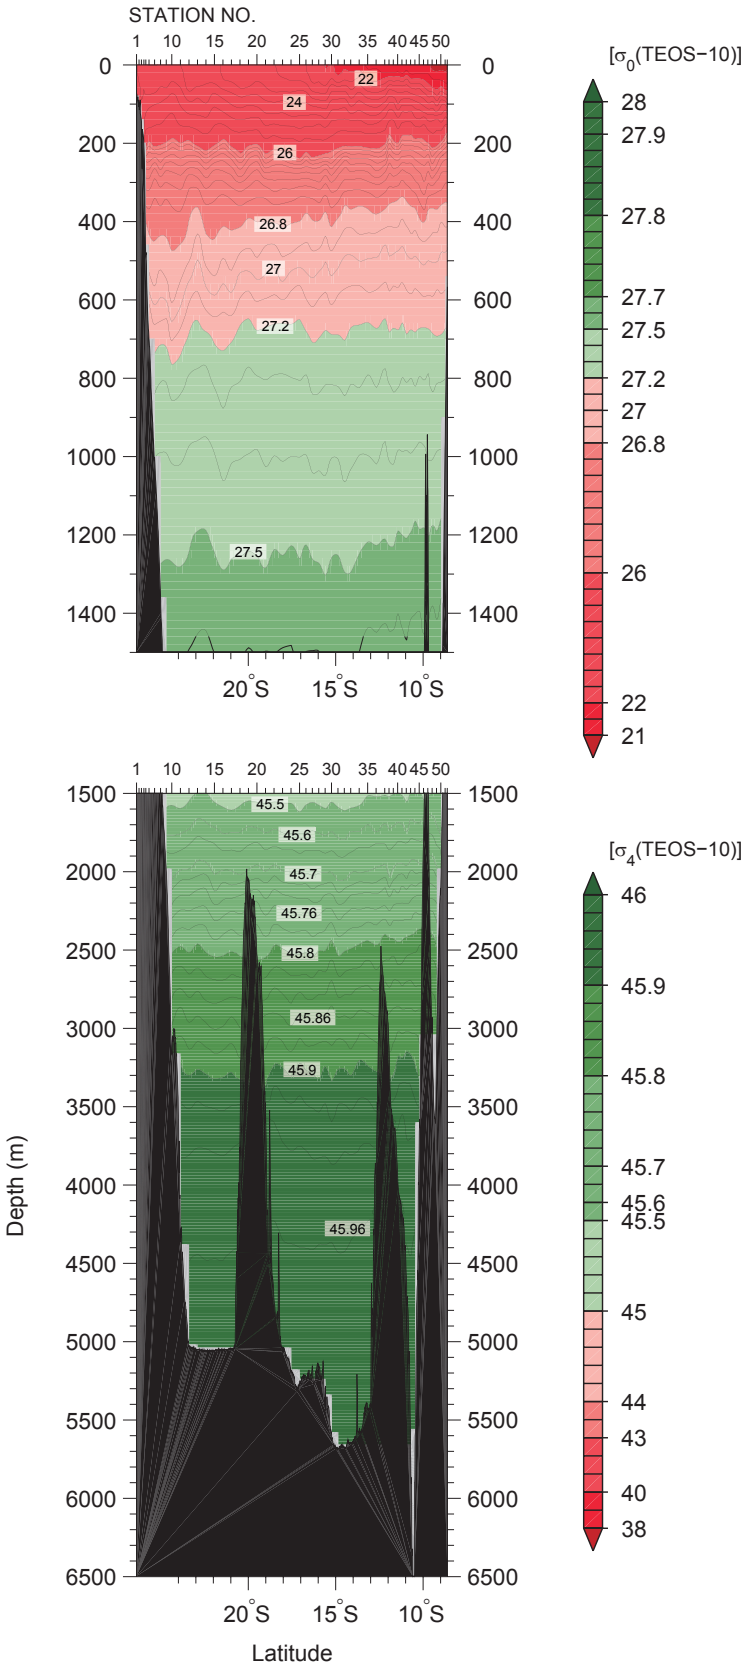 STATION NO.
1 10 15 20 25 30 35 40 45 50
[σ0(TEOS−10)]
0 22 0 28
24 27.9
200 26 200
27.8
400 26.8 400
27 27.7
600 600 27.5
27.2
800 800 27.2
27
1000 1000 26.8
1200 1200
27.5
26
1400 1400
20°S 15°S 10°S
22
21
1 10 15 20 25 30 35 40 45 50
1500 45.5 1500
45.6 [σ4(TEOS−10)]
2000 45.7 2000
46
45.76
2500 45.8 2500
45.9
3000 45.86 3000
45.9 45.8
3500 3500
45.7
4000 4000
45.6
45.96 45.5
4500 4500
45
5000 5000
44
5500 5500 43
6000 6000 40
38
6500 6500
20°S 15°S 10°S
Latitude
Depth (m)